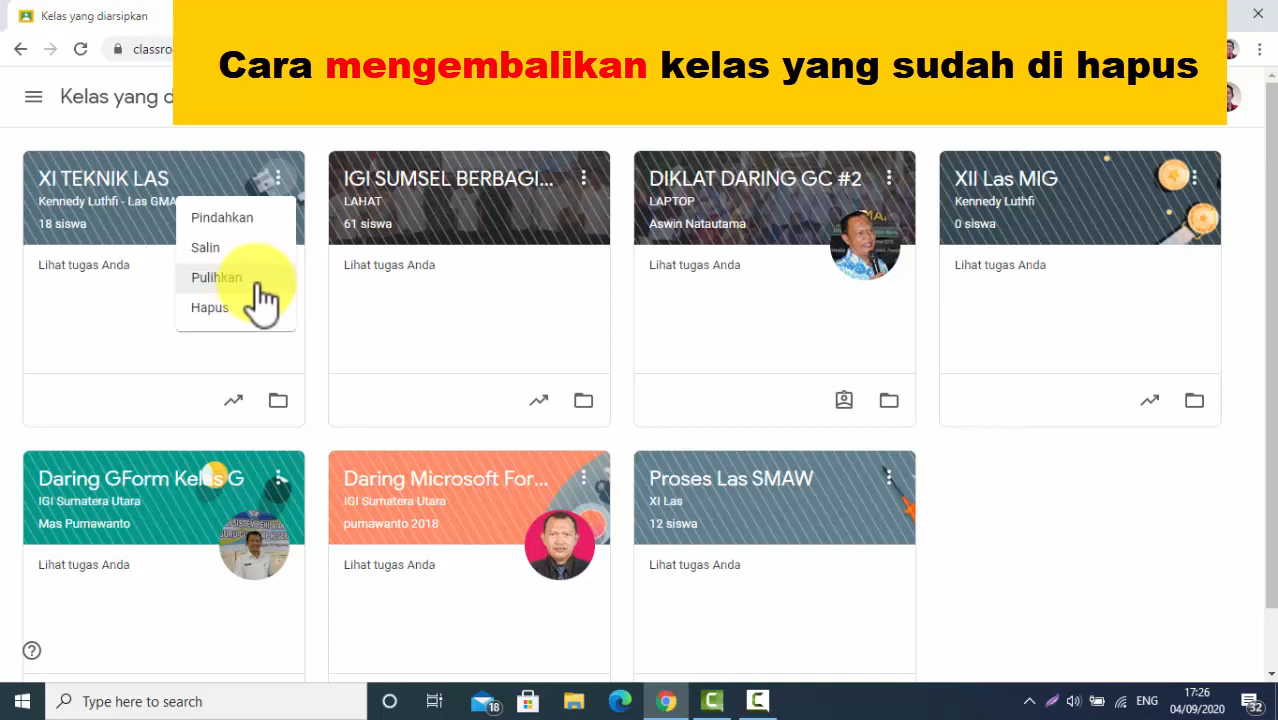 Kelas yang diarsipkan
Cara mengembalikan kelas yang sudah di hapus
classro
Kelas yang d
XI TEKNIK LAS
Kennedy Luthfi - Las GMA
18 siswa
Lihat tugas Anda
Pindahkan
Salin
Pulihkan
Hapus
IGI SUMSEL BERBAGI...
LAHAT
61 siswa
Lihat tugas Anda
DIKLAT DARING GC #2
LAPTOP
Aswin Natautama
Lihat tugas Anda
XII Las MIG
Kennedy Luthfi
0 siswa
Lihat tugas Anda
Daring GForm Kelas G
IGI Sumatera Utara
Mas Purnawanto
Lihat tugas Anda
Daring Microsoft For...
IGI Sumatera Utara
purnawanto 2018
Lihat tugas Anda
Proses Las SMAW
XI Las
12 siswa
Lihat tugas Anda
Type here to search
18
ENG
17:26
04/09/2020
32